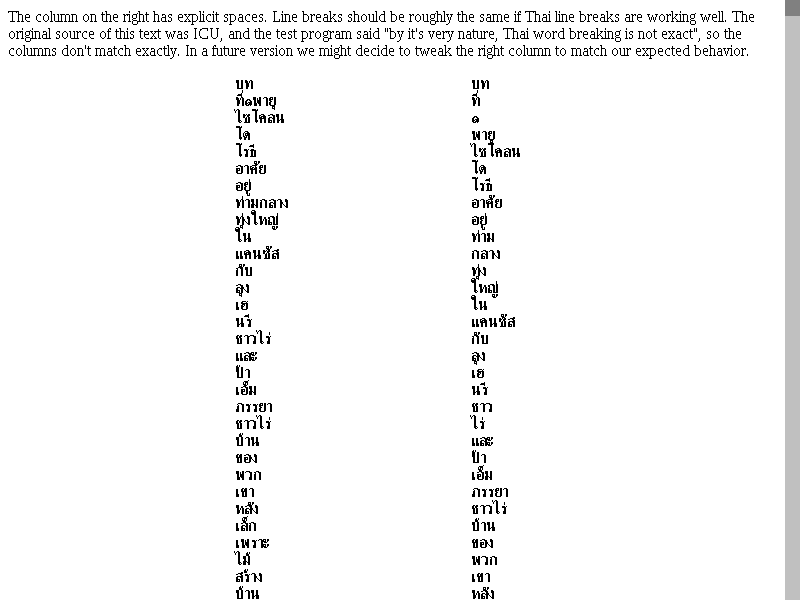 The column on the right has explicit spaces. Line breaks should be roughly the same if Thai line breaks are working well. The
original source of this text was ICU, and the test program said "by it's very nature, Thai word breaking is not exact", so the
columns don't match exactly. In a future version we might decide to tweak the right column to match our expected behavior.
บท
ที่๑พายุ
ไซโคลน
โด
โรธี
อาศัย
อยู่
ท่ามกลาง
ทุ่งใหญ่
ใน
แคนซัส
กับ
ลุง
เฮ
นรี
ชาวไร่
และ
ป้า
เอ็ม
ภรรยา
ชาวไร่
บ้าน
ของ
พวก
เขา
หลัง
เล็ก
เพราะ
ไม้
สร้าง
บ้าน
บท
ที่
๑
พายุ
ไซโคลน
โด
โรธี
อาศัย
อยู่
ท่าม
กลาง
ทุ่ง
ใหญ่
ใน
แคนซัส
กับ
ลุง
เฮ
นรี
ชาว
ไร่
และ
ป้า
เอ็ม
ภรรยา
ชาวไร่
บ้าน
ของ
พวก
เขา
หลัง